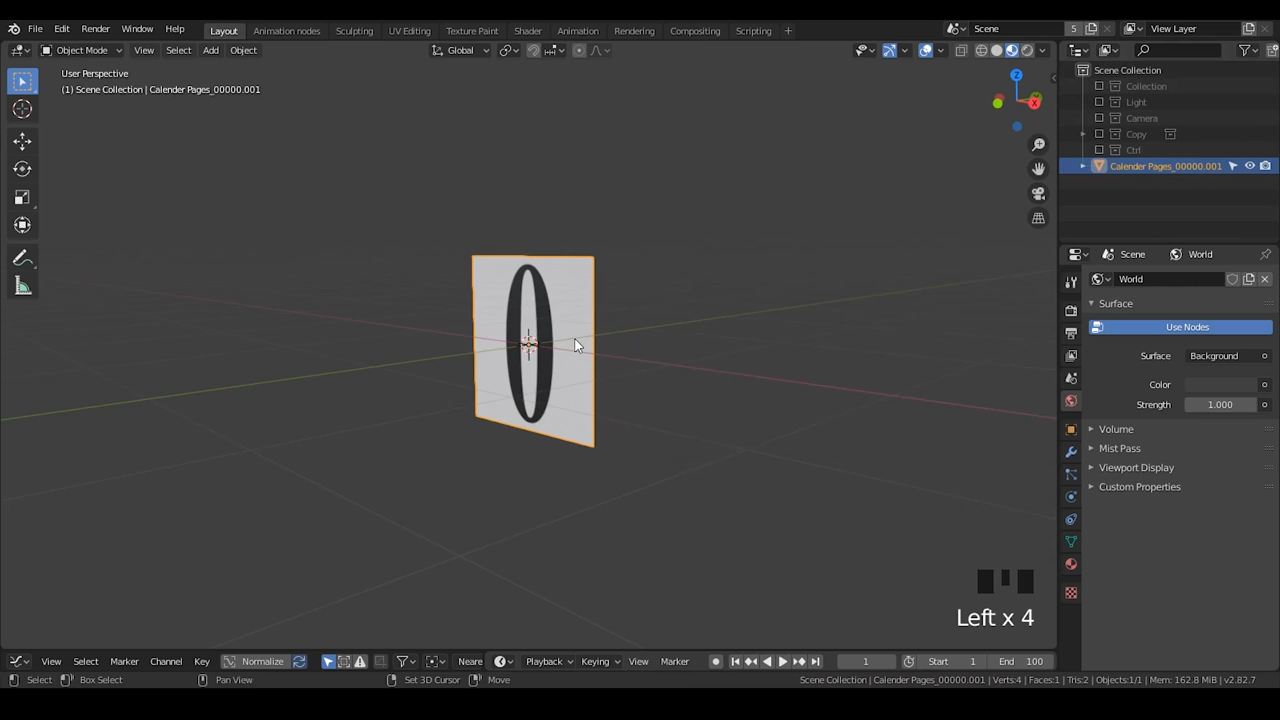 File Edit Render Window Help Layout Animation nodes Sculpting UV Editing Texture Paint Shading Animation Rendering Compositing Scripting + Scene 5 View Layer
Object Mode View Select Add Object Global
User Perspective
(1) Scene Collection | Calender Pages_00000.001
Z
X
0
Scene Collection
Collection
Light
Camera
Copy
Ctrl
Calender Pages_00000.001
Scene World
World
Surface
Use Nodes
Surface Background
Color
Strength 1.000
Volume
Mist Pass
Viewport Display
Custom Properties
Left x 4
View Select Marker Channel Key Normalize Neare Playback Keying View Marker 1 Start 1 End 100
Select Box Select Pan View Set 3D Cursor Move Scene Collection | Calender Pages_00000.001 | Verts:4 | Faces:1 | Tris:2 | Objects:1/1 | Mem: 162.8 MiB | v2.82.7